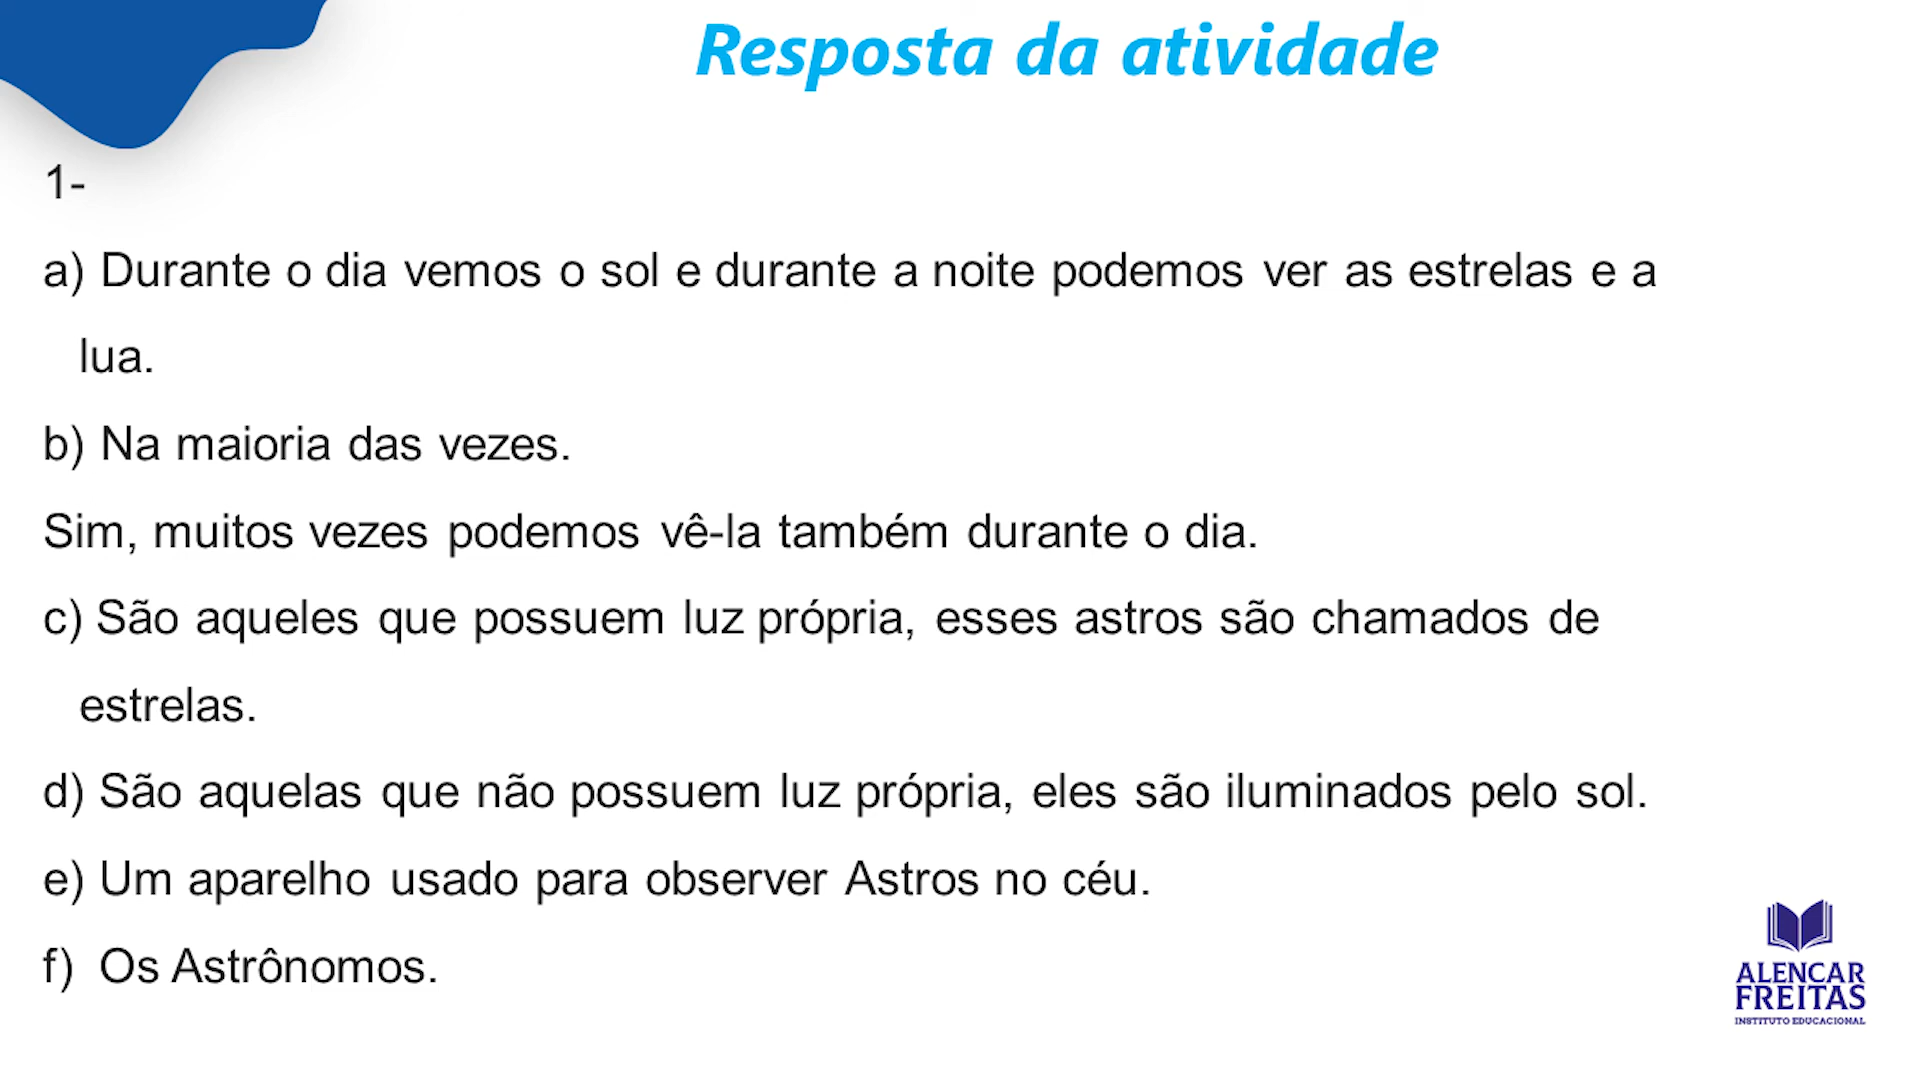 Resposta da atividade
1-
a) Durante o dia vemos o sol e durante a noite podemos ver as estrelas e a
lua.
b) Na maioria das vezes.
Sim, muitos vezes podemos vê-la também durante o dia.
c) São aqueles que possuem luz própria, esses astros são chamados de
estrelas.
d) São aquelas que não possuem luz própria, eles são iluminados pelo sol.
e) Um aparelho usado para observer Astros no céu.
f) Os Astrônomos.
ALENCAR
FREITAS
INSTITUTO EDUCACIONAL